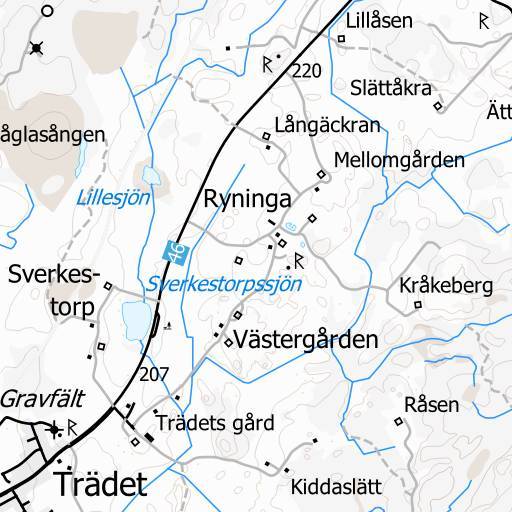 Lillåsen
R
R
220
Slättåkra
Ätt
Långäckran
åglasången
Mellomgården
Lillesjön
Ryninga
46
R
Sverkes-
torp
Sverkestorpssjön
Kråkeberg
Västergården
207
Gravfält
R
Råsen
Trädets gård
Trädet
Kiddaslätt